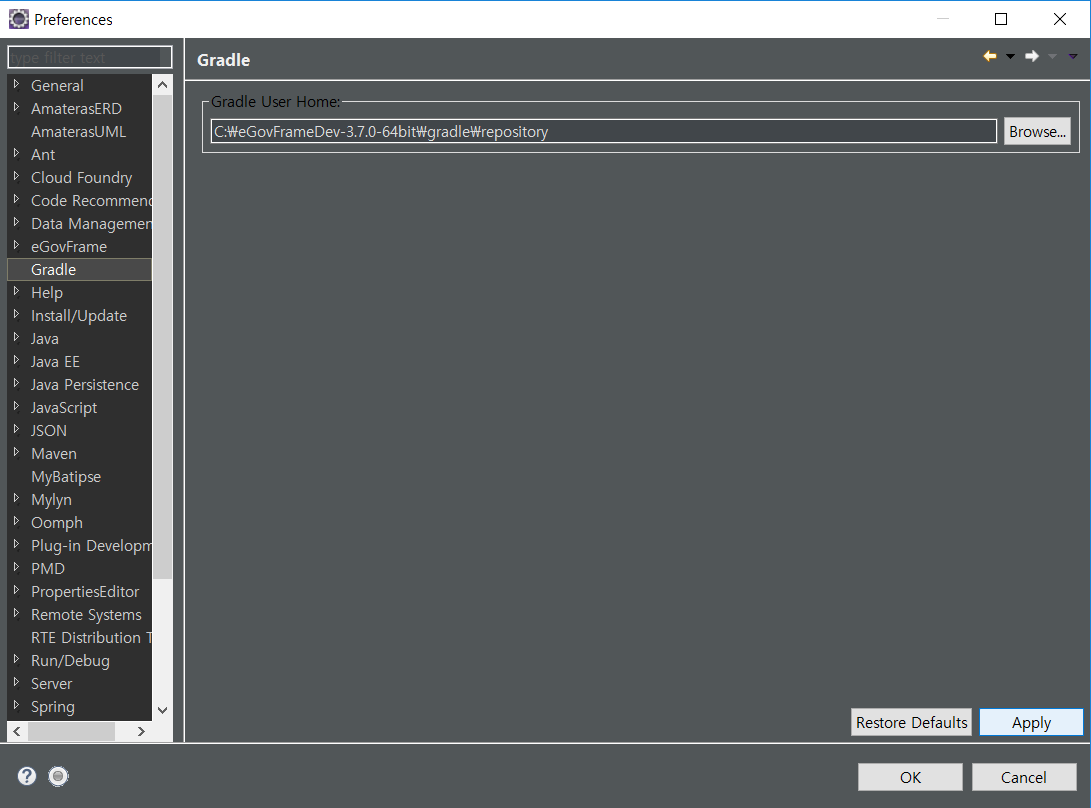 Preferences
type filter text
General
AmaterasERD
AmaterasUML
Ant
Cloud Foundry
Code Recommend
Data Managemen
eGovFrame
Gradle
Help
Install/Update
Java
Java EE
Java Persistence
JavaScript
JSON
Maven
MyBatipse
Mylyn
Oomph
Plug-in Developm
PMD
PropertiesEditor
Remote Systems
RTE Distribution T
Run/Debug
Server
Spring
Gradle
Gradle User Home:
C:₩eGovFrameDev-3.7.0-64bit₩gradle₩repository
Browse...
Restore Defaults
Apply
OK
Cancel